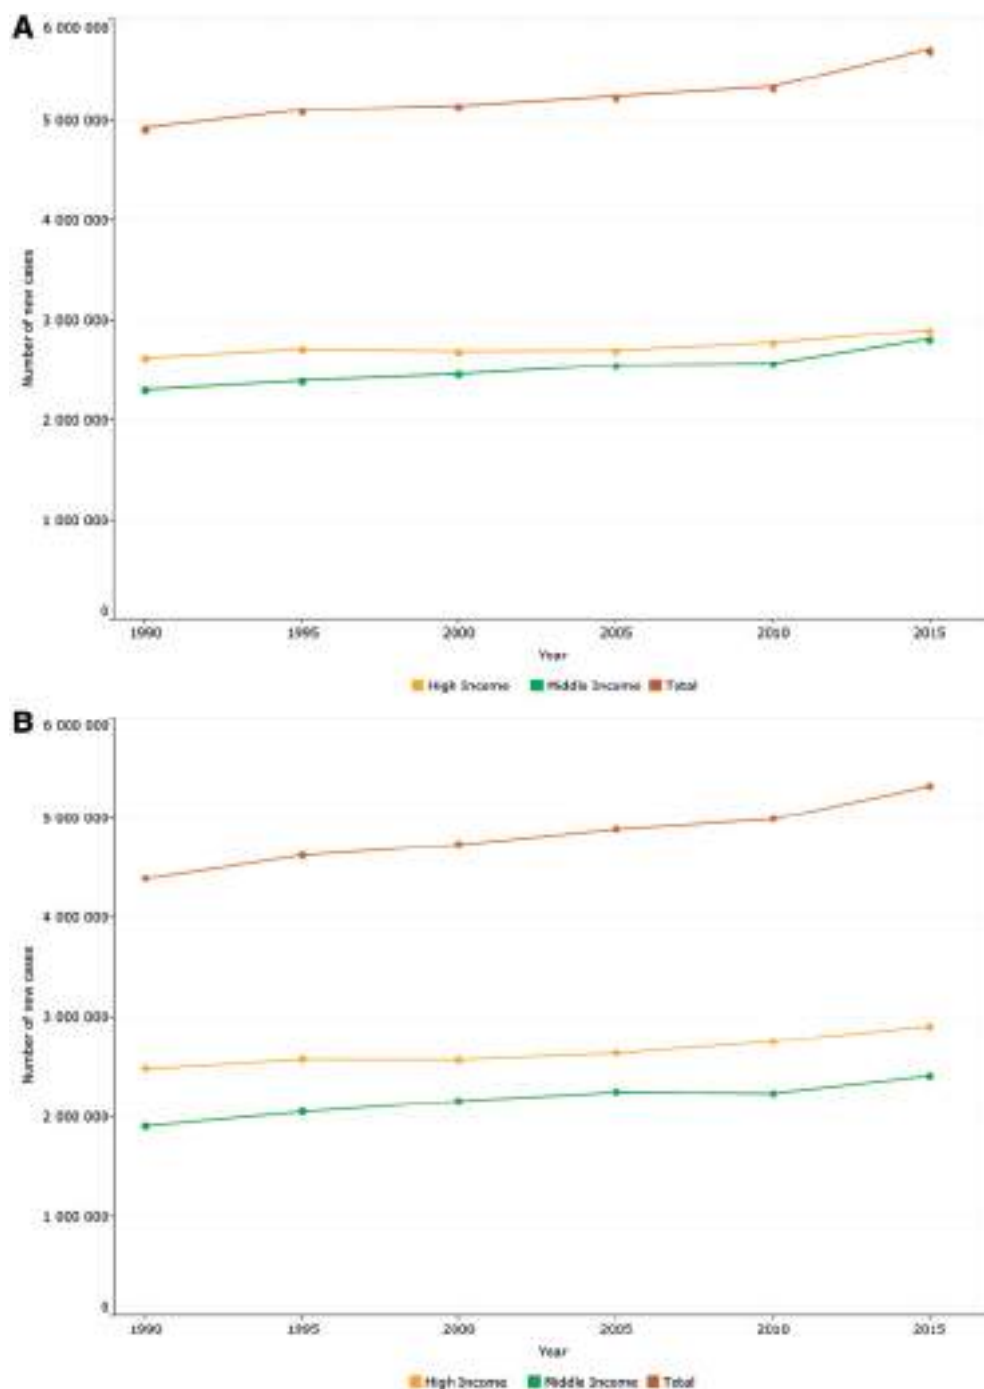 A
6 000 000
5 000 000
4 000 000
3 000 000
2 000 000
1 000 000
0
Number of new cases
1990 1995 2000 2005 2010 2015
Year
High Income Middle Income Total
B
6 000 000
5 000 000
4 000 000
3 000 000
2 000 000
1 000 000
0
Number of new cases
1990 1995 2000 2005 2010 2015
Year
High Income Middle Income Total